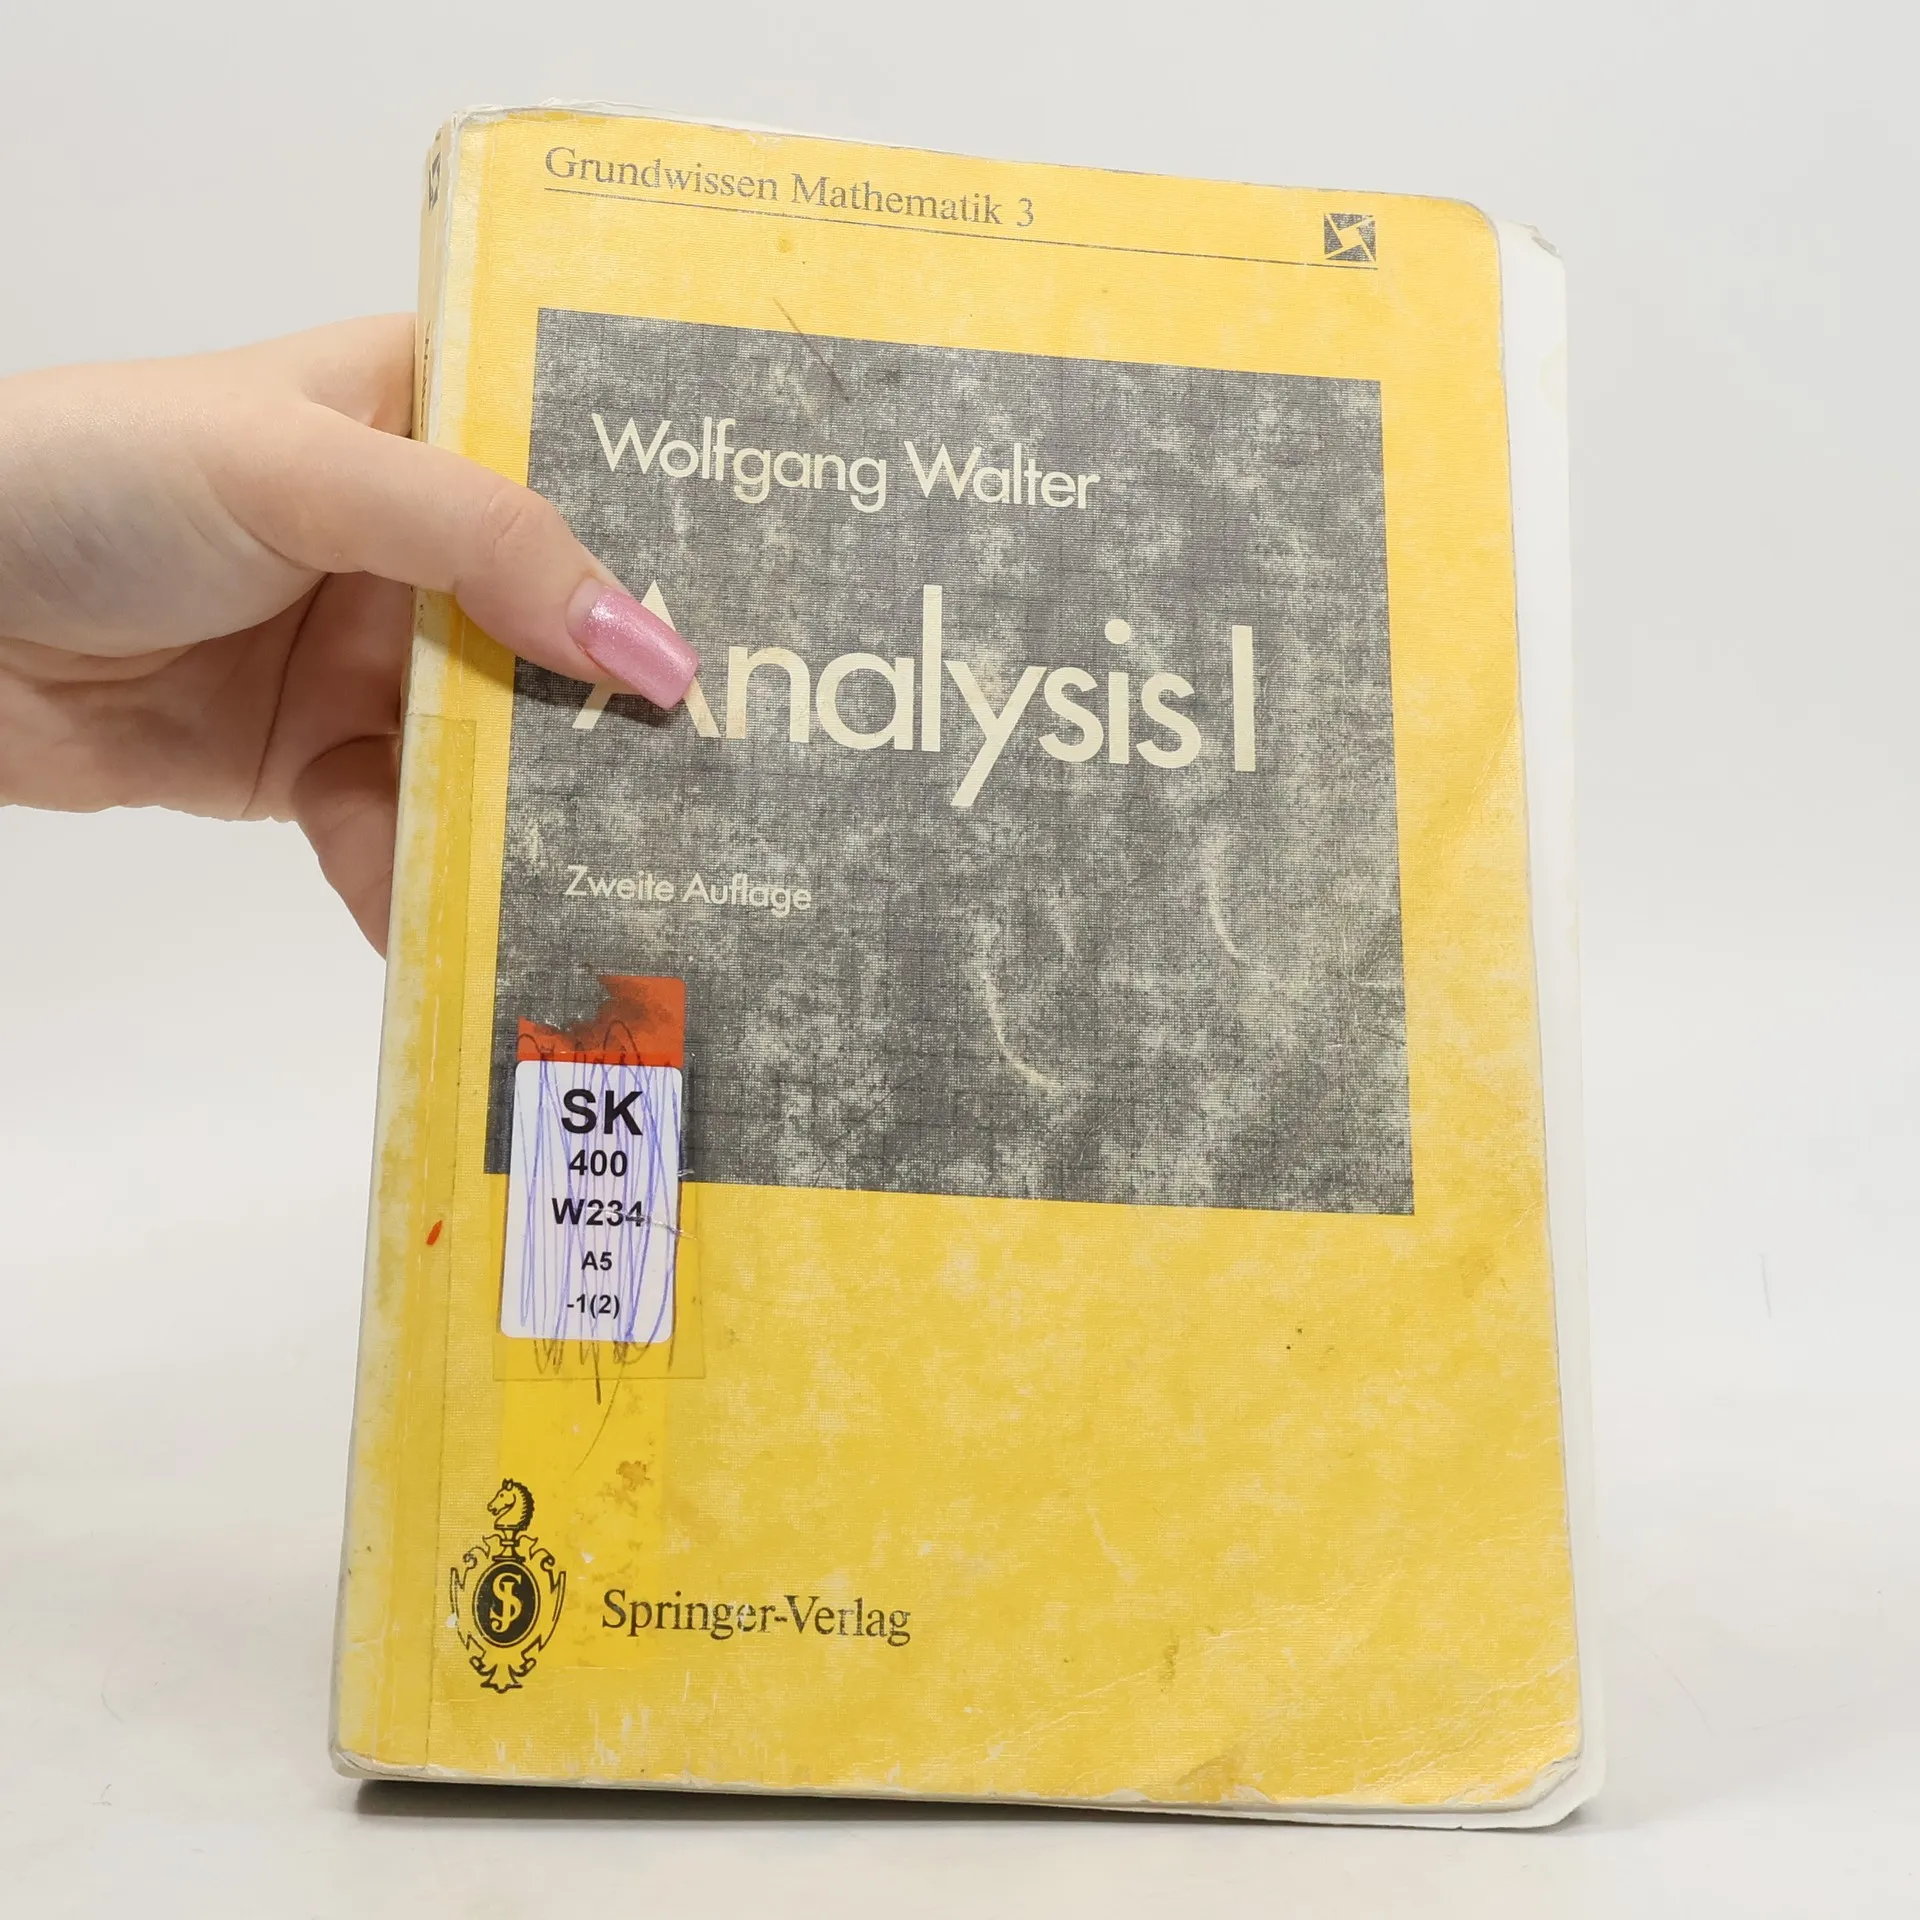 Grundwissen Mathematik 3
Wolfgang Walter
Analysis I
Zweite Auflage
SK
400
W234
A5
-1(2)
Springer-Verlag